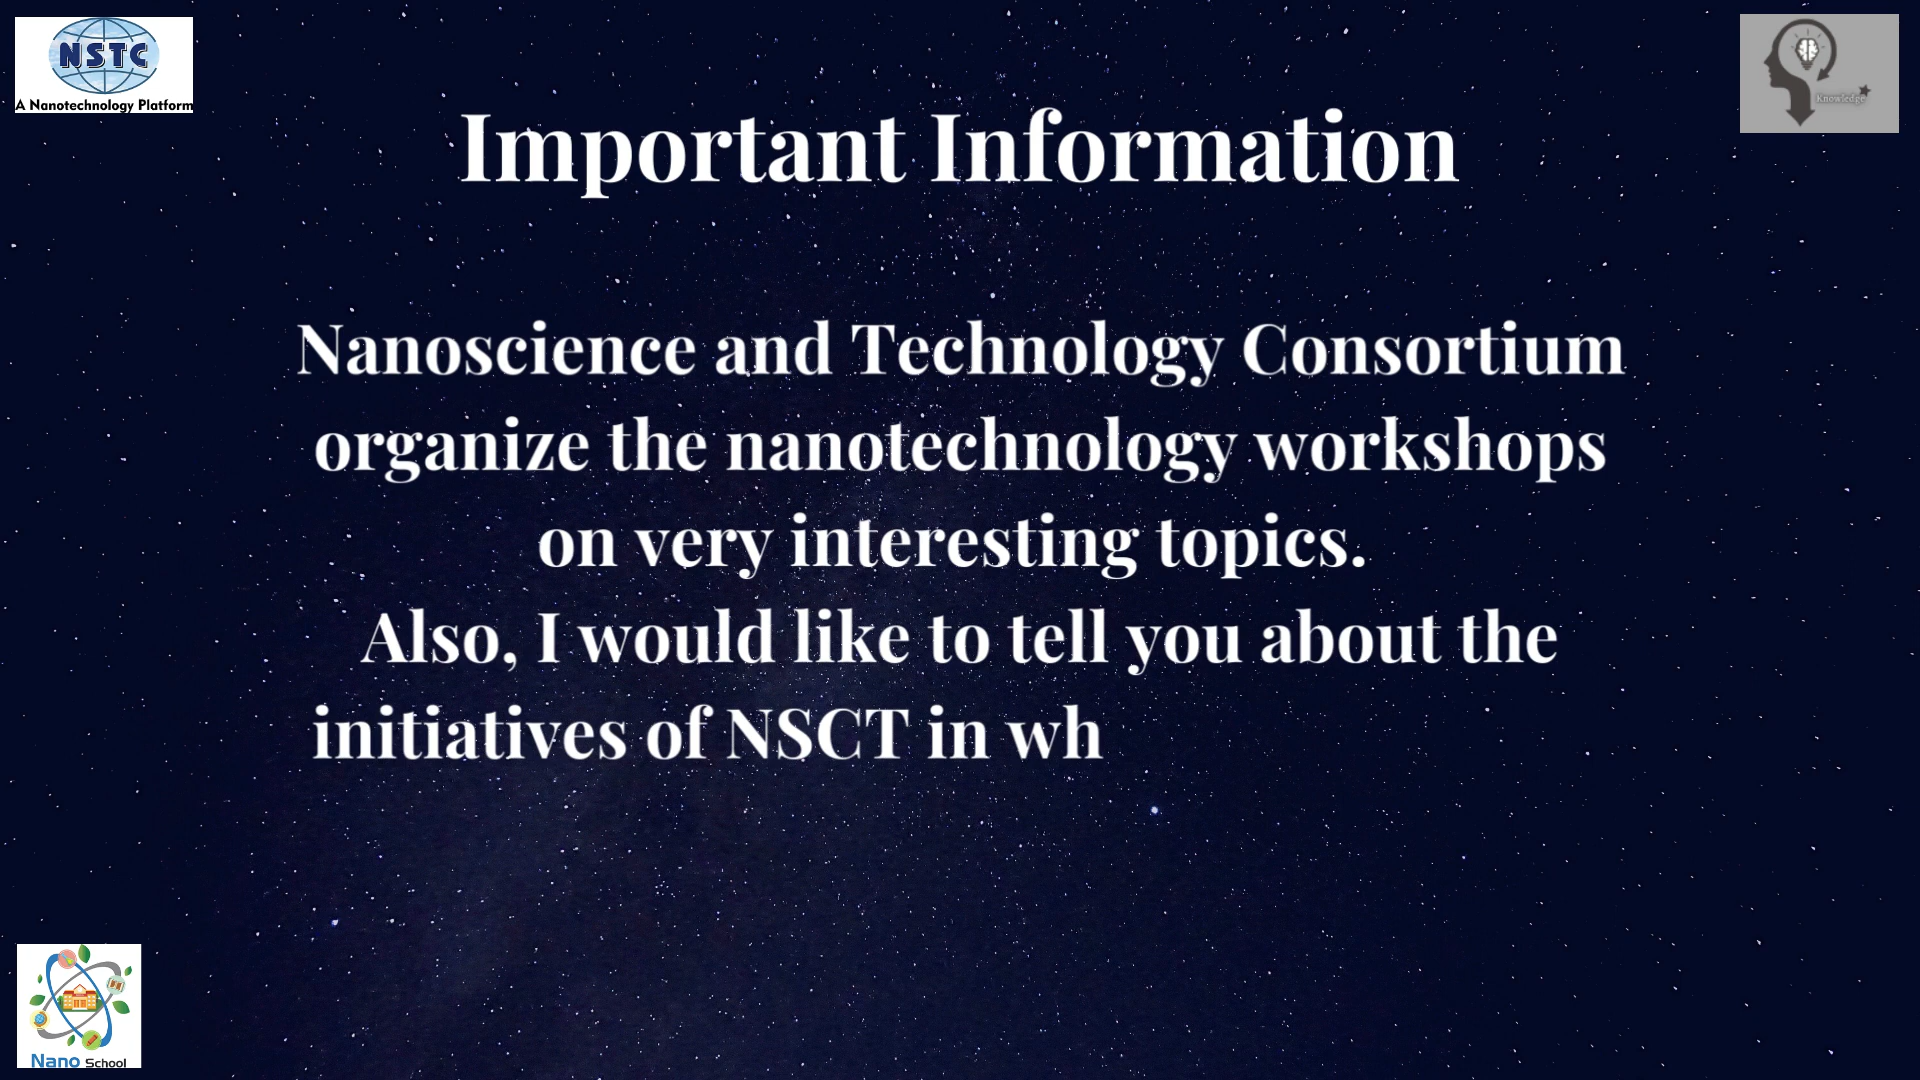 NSTC
A Nanotechnology Platform
Knowledge
Important Information
Nanoscience and Technology Consortium
organize the nanotechnology workshops
on very interesting topics.
Also, I would like to tell you about the
initiatives of NSCT in wh
Nano School